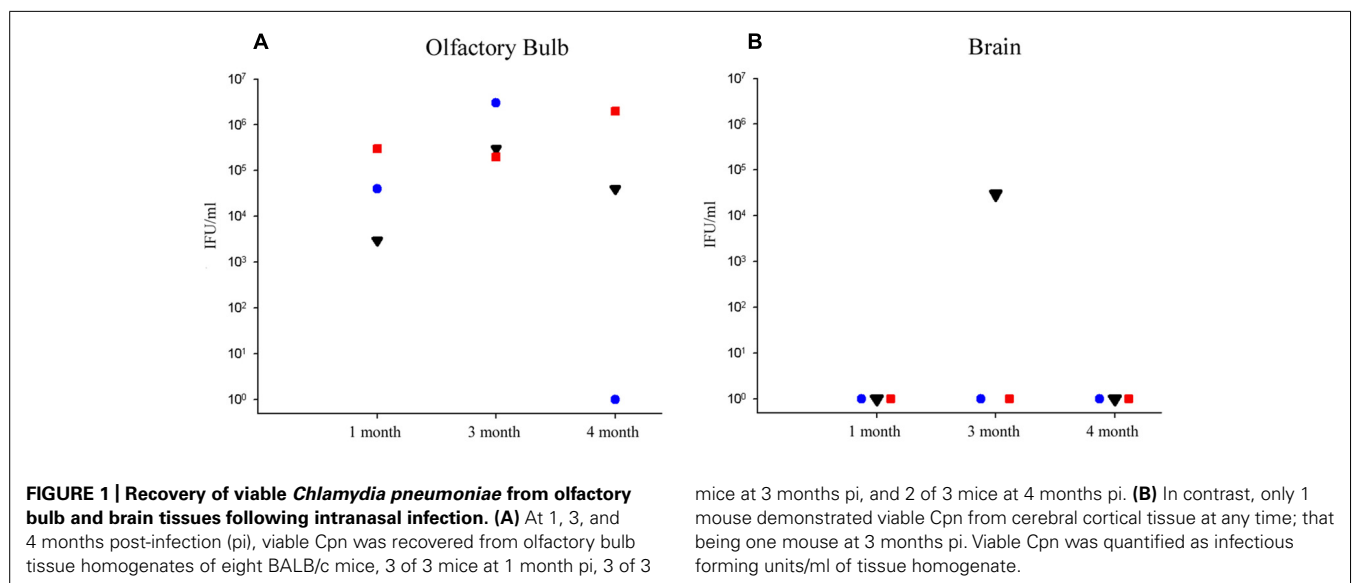 A
Olfactory Bulb
IFU/ml
10⁷
10⁶
10⁵
10⁴
10³
10²
10¹
10⁰
1 month
3 month
4 month
B
Brain
IFU/ml
10⁷
10⁶
10⁵
10⁴
10³
10²
10¹
10⁰
1 month
3 month
4 month
FIGURE 1 | Recovery of viable Chlamydia pneumoniae from olfactory
bulb and brain tissues following intranasal infection. (A) At 1, 3, and
4 months post-infection (pi), viable Cpn was recovered from olfactory bulb
tissue homogenates of eight BALB/c mice, 3 of 3 mice at 1 month pi, 3 of 3
mice at 3 months pi, and 2 of 3 mice at 4 months pi. (B) In contrast, only 1
mouse demonstrated viable Cpn from cerebral cortical tissue at any time; that
being one mouse at 3 months pi. Viable Cpn was quantified as infectious
forming units/ml of tissue homogenate.